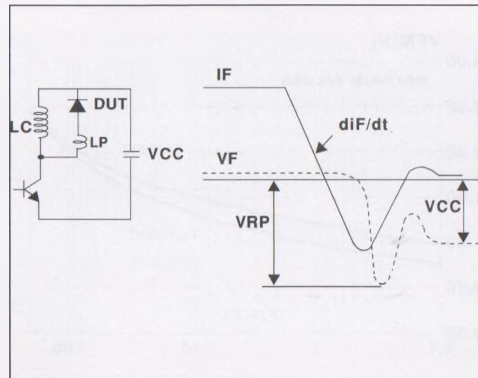 DUT
LC
LP
VCC
IF
diF/dt
VF
VRP
VCC